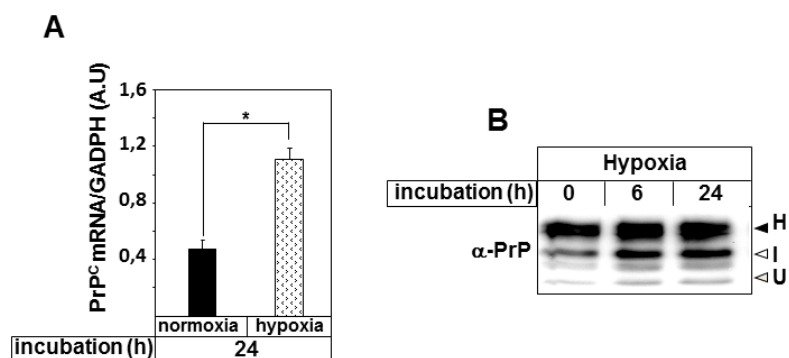 A
PrPᶜ mRNA/GADPH (A.U)
1,6
1,2
0,8
0,4
*
normoxia hypoxia
incubation (h) 24
B
Hypoxia
incubation (h) 0 6 24
α-PrP
H
I
U